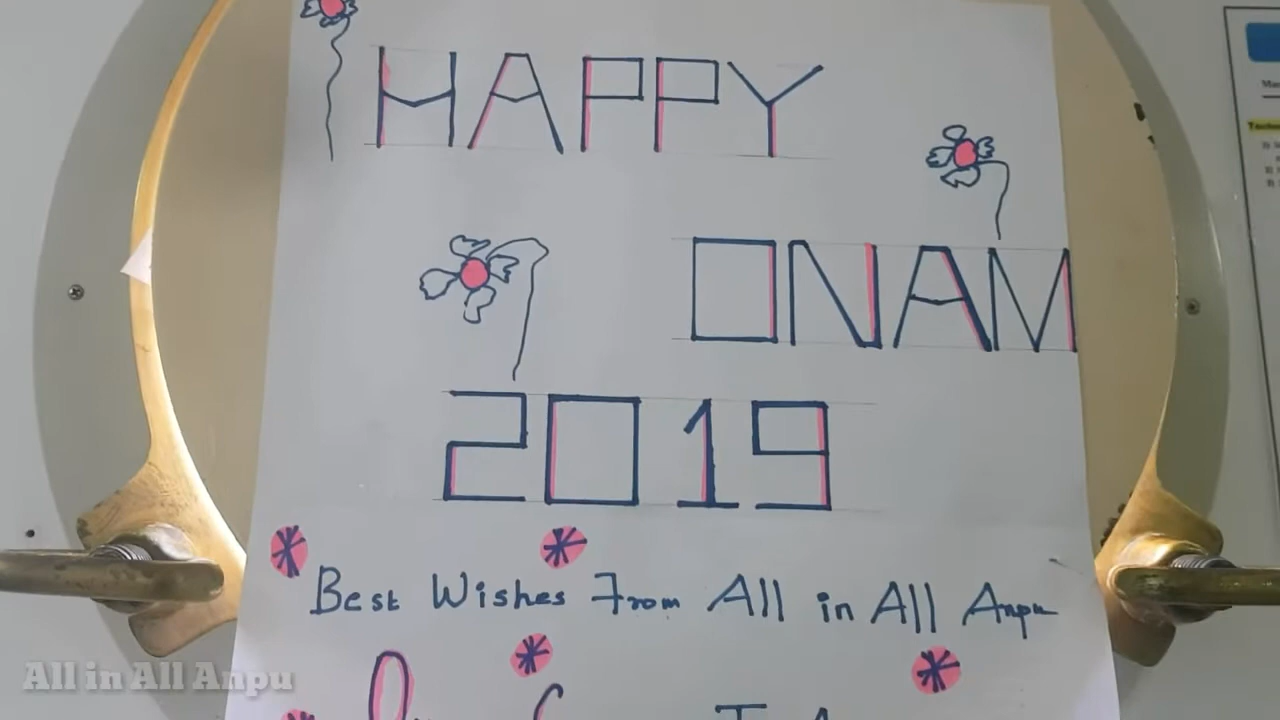 HAPPY
ONAM
2019
Best Wishes From All in All Anpu
All in All Anpu